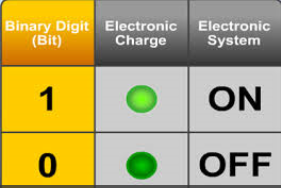 Binary Digit Electronic Electronic
(Bit) Charge System
1 ON
0 OFF